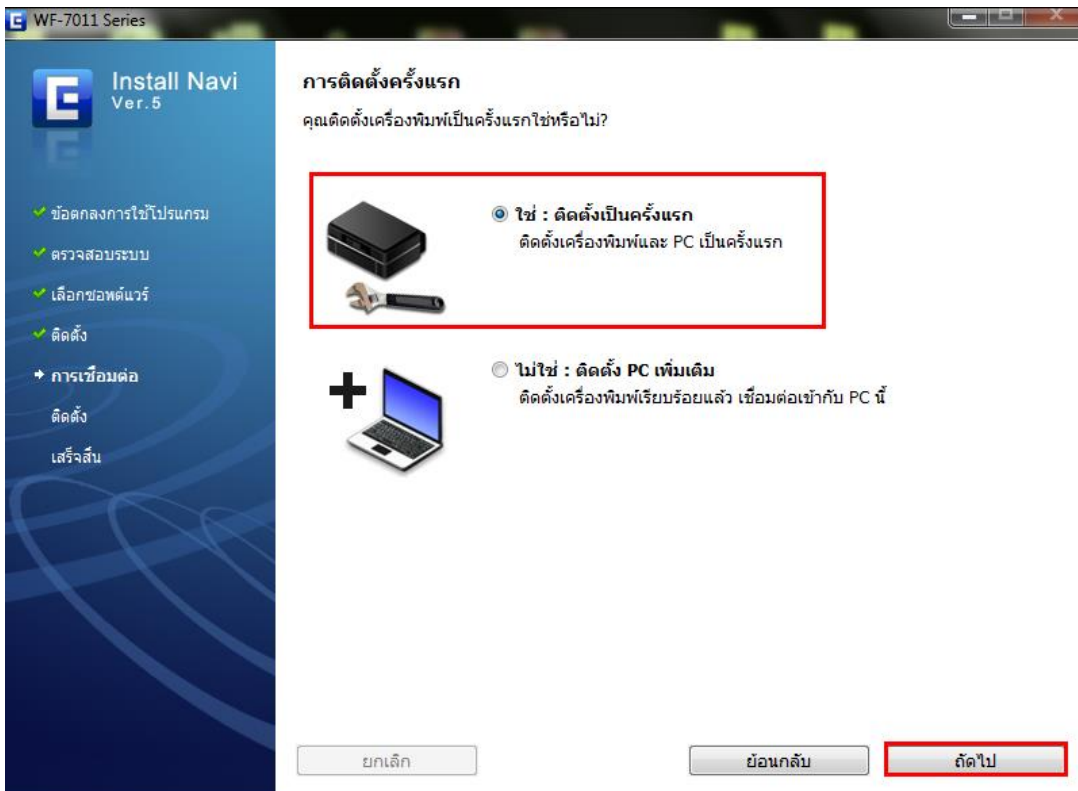 WF-7011 Series
Install Navi
Ver.5
ข้อตกลงการใช้โปรแกรม
ตรวจสอบระบบ
เลือกซอฟต์แวร์
ติดตั้ง
การเชื่อมต่อ
ติดตั้ง
เสร็จสิ้น
การติดตั้งครั้งแรก
คุณติดตั้งเครื่องพิมพ์เป็นครั้งแรกใช่หรือไม่?
ใช่ : ติดตั้งเป็นครั้งแรก
ติดตั้งเครื่องพิมพ์และ PC เป็นครั้งแรก
ไม่ใช่ : ติดตั้ง PC เพิ่มเติม
ติดตั้งเครื่องพิมพ์เรียบร้อยแล้ว เชื่อมต่อเข้ากับ PC นี้
ยกเลิก
ย้อนกลับ
ถัดไป